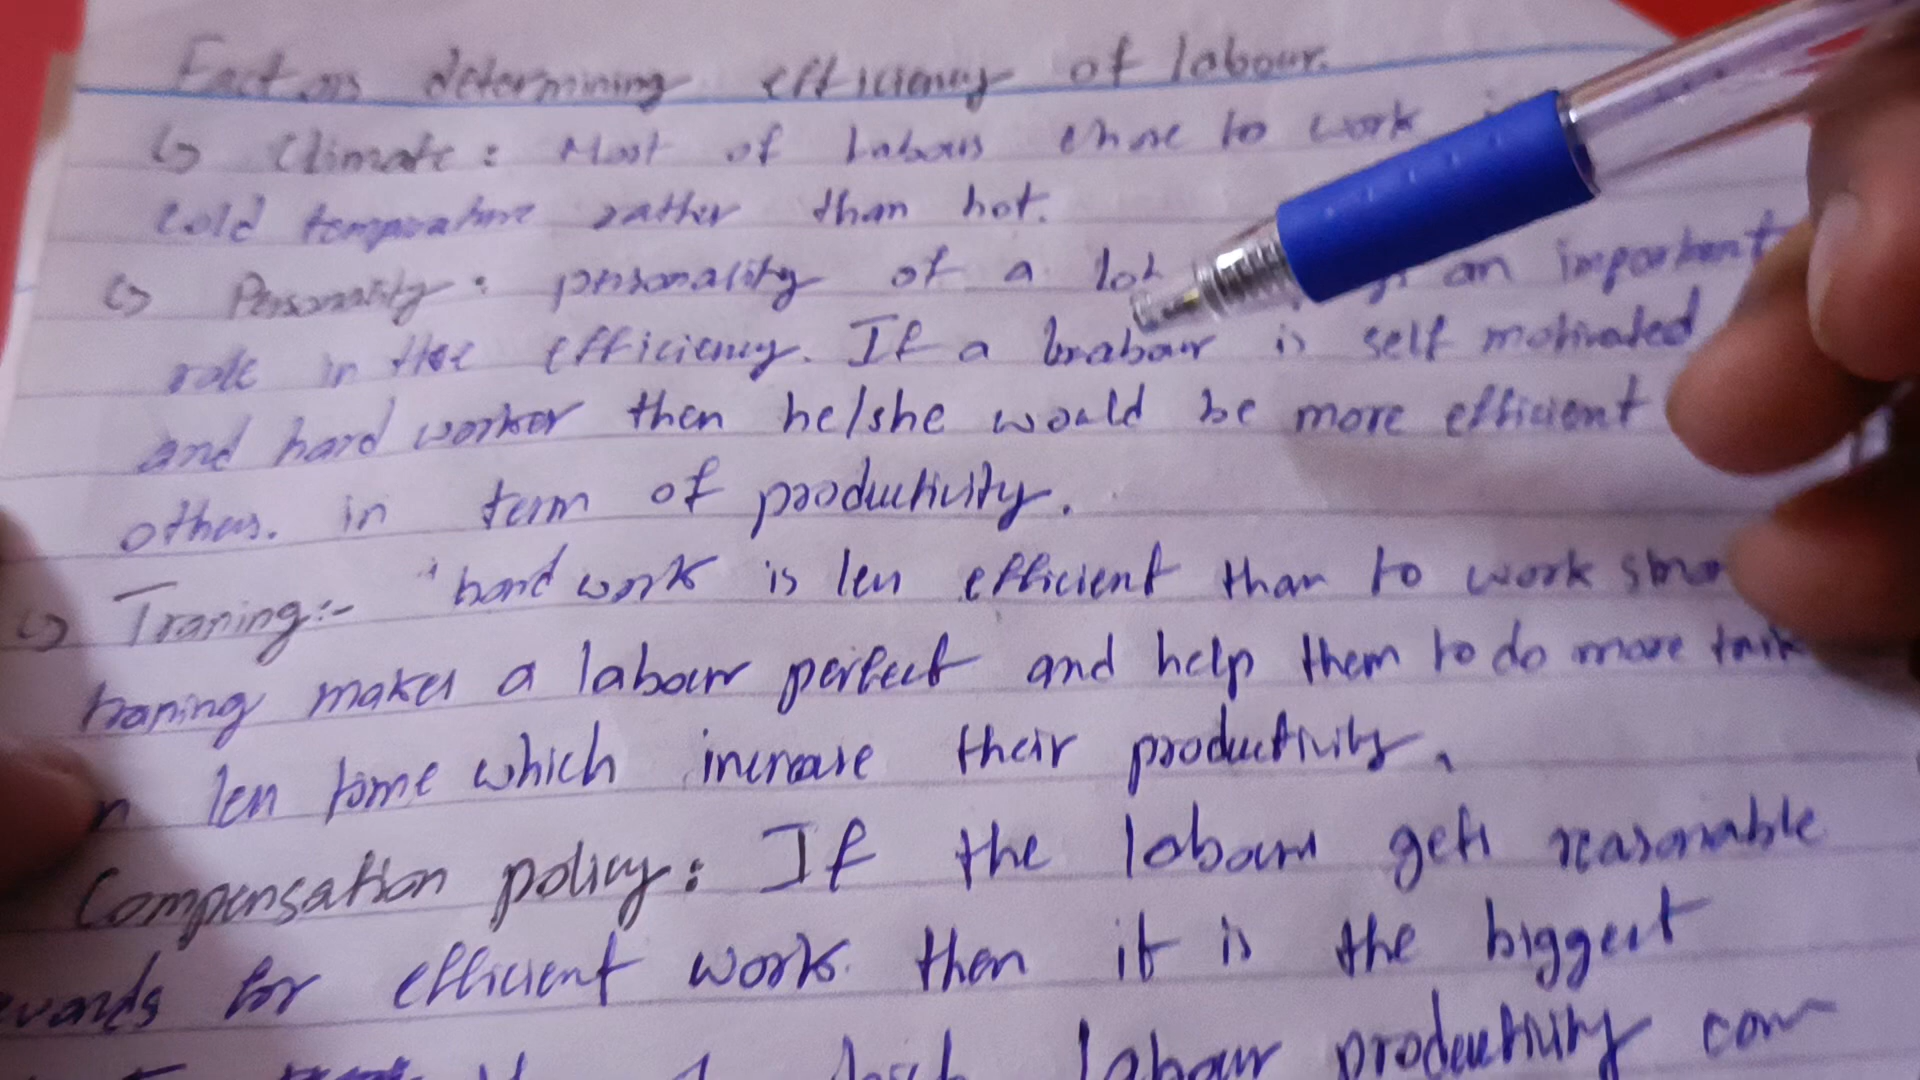 Factors determining efficiency of labour.
↳ Climate: Most of labours chose to work
cold temperature rather than hot.
↳ Personality: personality of a an important
role in the efficiency. If a labour is self motivated
and hard worker then he/she would be more efficient
others. in term of productivity.
↳ Traning:- hard work is less efficient than to work
traning makes a labour perfect and help them to do more task
less time which increase their productivity.
Compensation policy: If the labours gets reasonable
for efficient work then it is the biggest
labour productivity